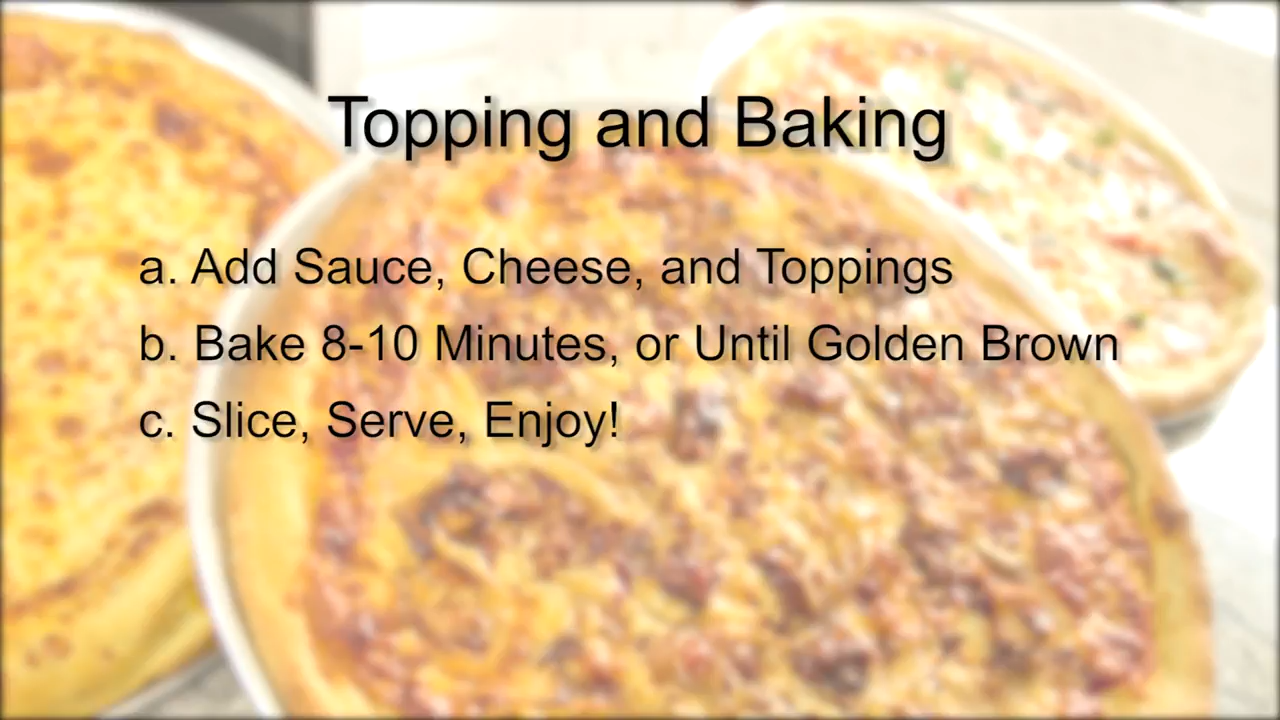 Topping and Baking
a. Add Sauce, Cheese, and Toppings
b. Bake 8-10 Minutes, or Until Golden Brown
c. Slice, Serve, Enjoy!